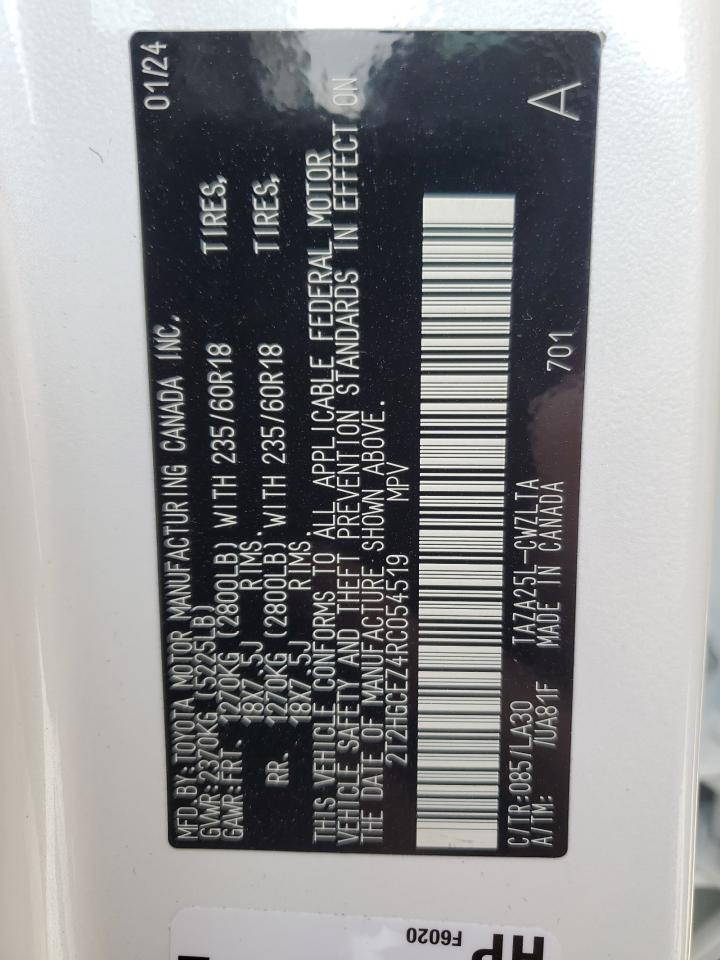 MFD BY:TOYOTA MOTOR MANUFACTURING CANADA INC. 01/24
GVWR:2370KG (5225LB)
GAWR:FRT. 1270KG (2800LB) WITH 235/60R18 TIRES,
18X7.5J RIMS.
RR. 1270KG (2800LB) WITH 235/60R18 TIRES,
18X7.5J RIMS.
THIS VEHICLE CONFORMS TO ALL APPLICABLE FEDERAL MOTOR
VEHICLE SAFETY AND THEFT PREVENTION STANDARDS IN EFFECT ON
THE DATE OF MANUFACTURE SHOWN ABOVE.
2T2HGCEZ4RC054519 MPV
C/TR:085/LA30 TAZA25L-CWZLTA
A/TM: /UA81F MADE IN CANADA 701 A
HP
F6020